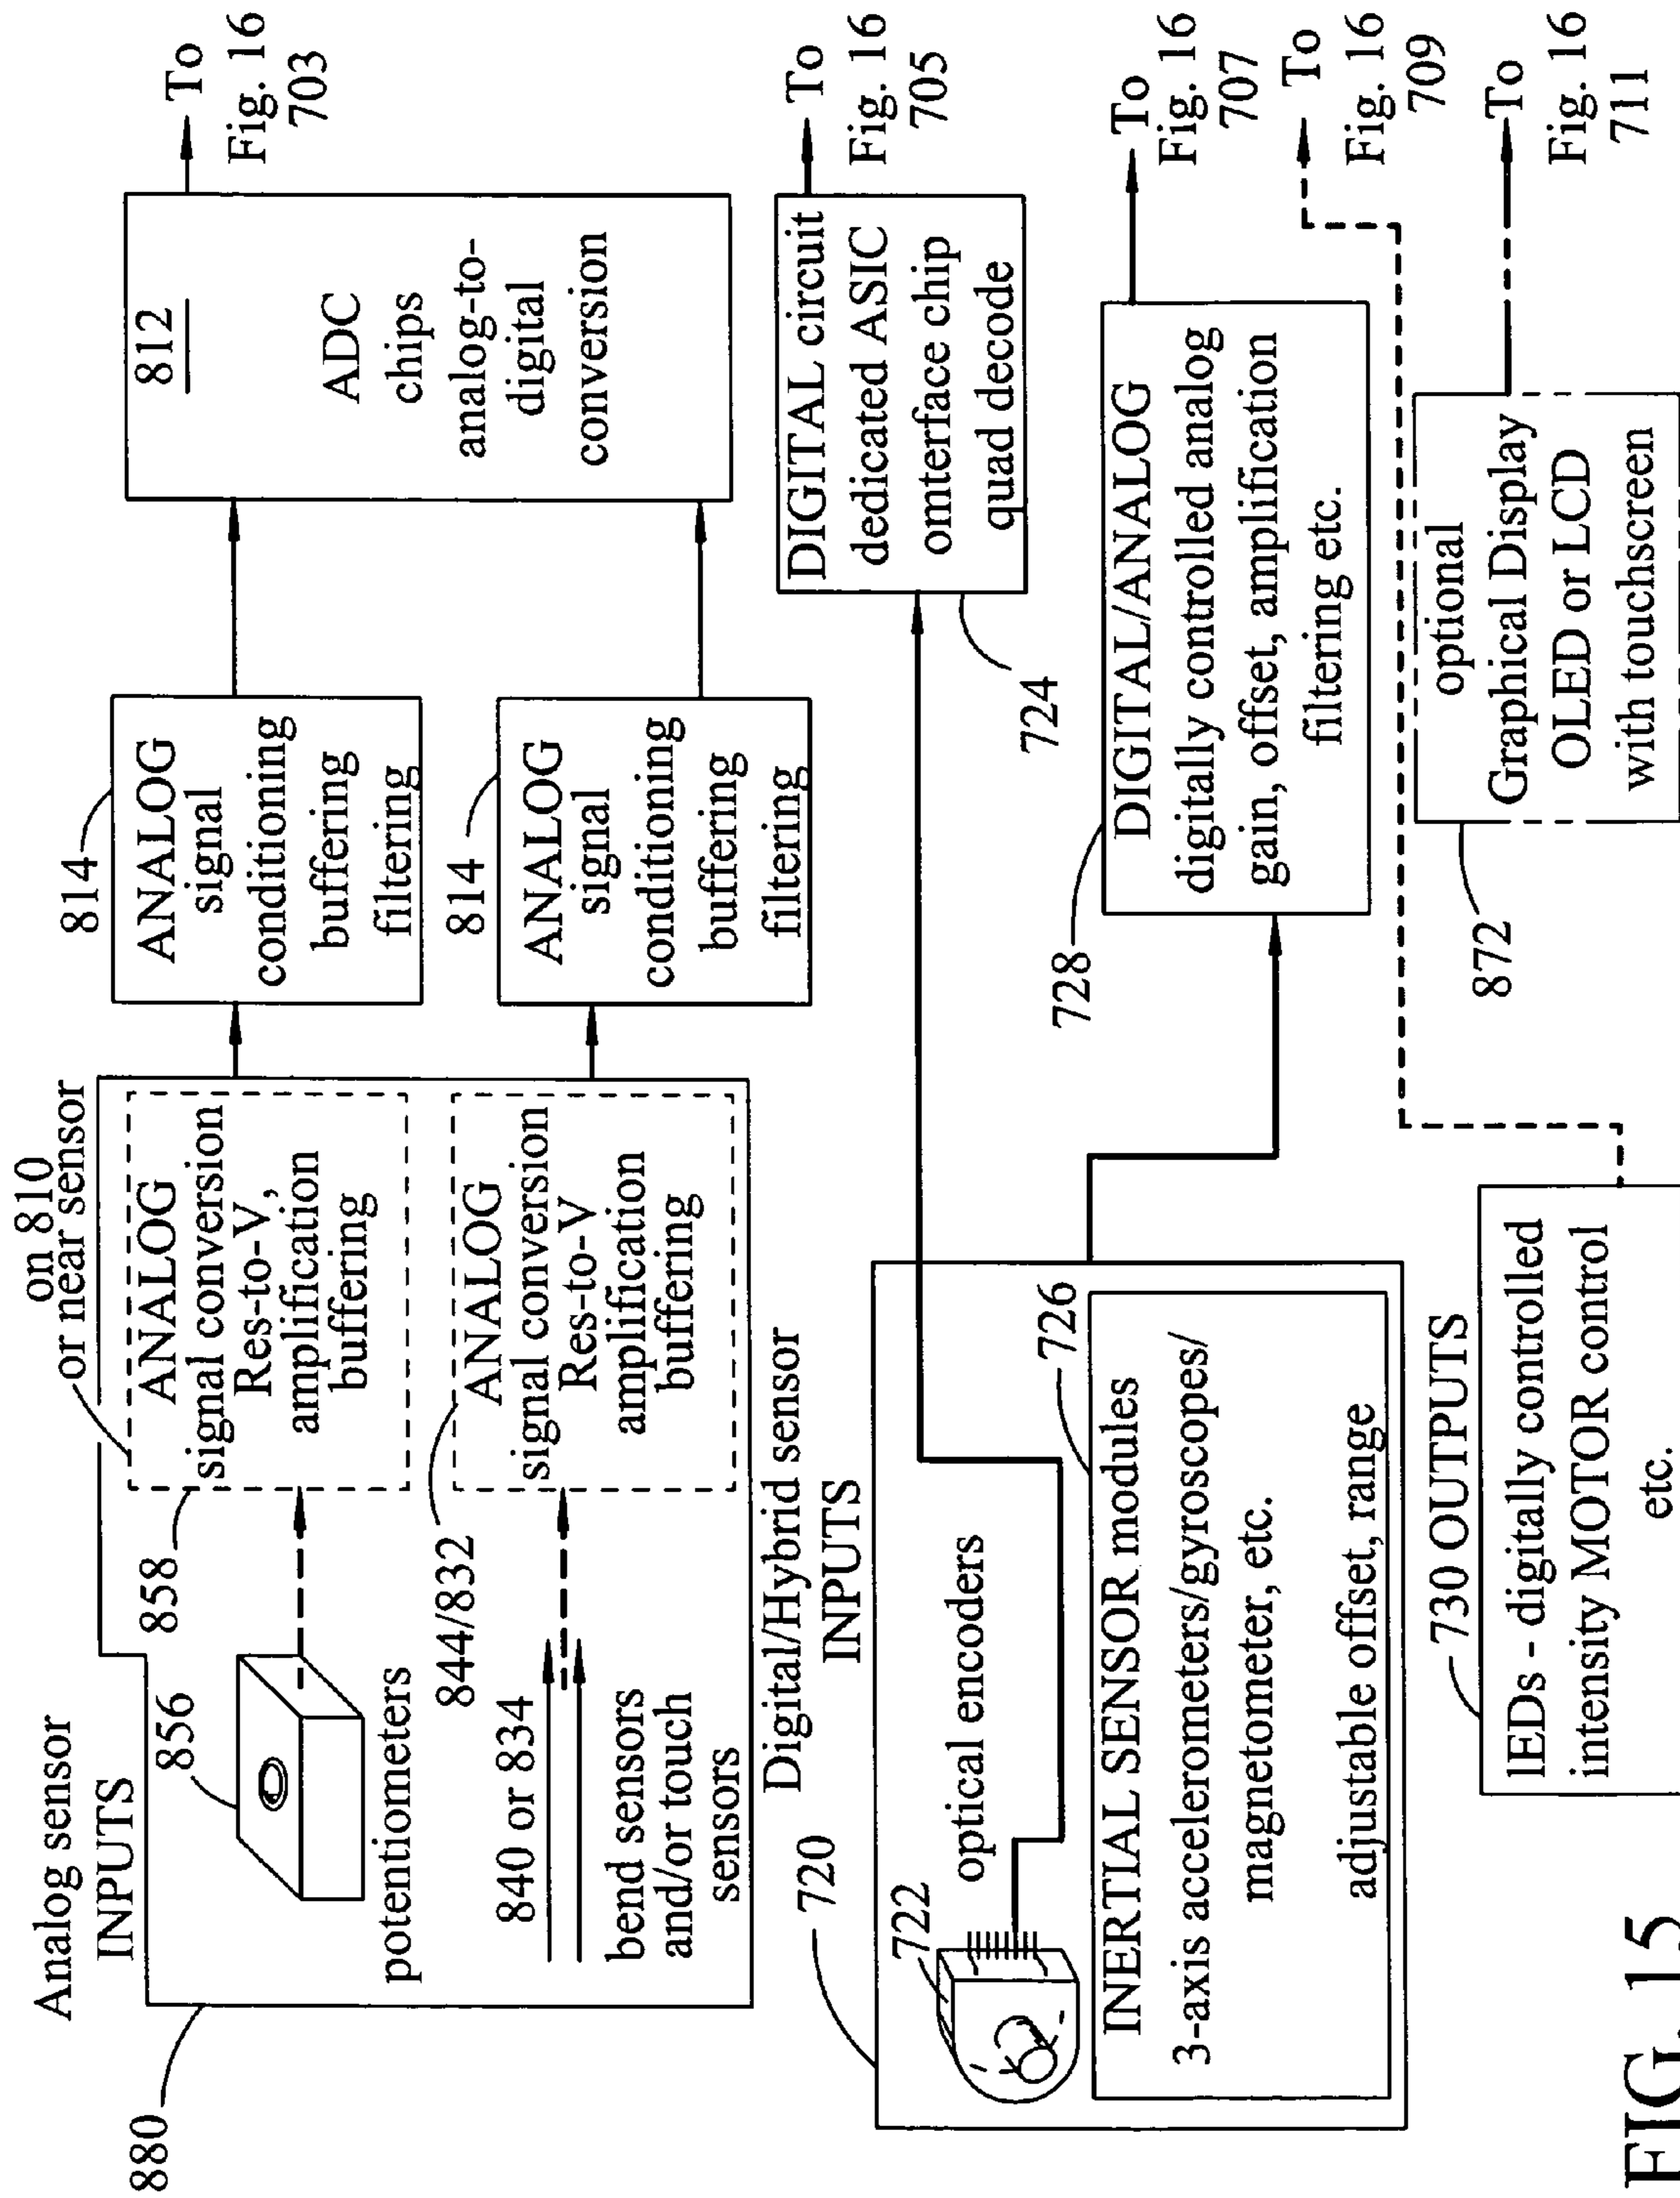 Analog sensor
INPUTS
880
856
potentiometers
840 or 834
bend sensors
and/or touch
sensors
on 810
or near sensor
858
ANALOG
signal conversion
Res-to-V,
amplification
buffering
844/832
ANALOG
signal conversion
Res-to-V
amplification
buffering
814
ANALOG
signal
conditioning
buffering
filtering
814
ANALOG
signal
conditioning
buffering
filtering
812
ADC
chips
analog-to-
digital
conversion
To
Fig. 16
703
Digital/Hybrid sensor
INPUTS
720
722
optical encoders
726
INERTIAL SENSOR modules
3-axis accelerometers/gyroscopes/
magnetometer, etc.
adjustable offset, range
DIGITAL circuit
dedicated ASIC
omterface chip
quad decode
724
To
Fig. 16
705
728
DIGITAL/ANALOG
digitally controlled analog
gain, offset, amplification
filtering etc.
To
Fig. 16
707
To
Fig. 16
709
730 OUTPUTS
lEDs - digitally controlled
intensity MOTOR control
etc.
872
optional
Graphical Display
OLED or LCD
with touchscreen
To
Fig. 16
711
FIG. 15